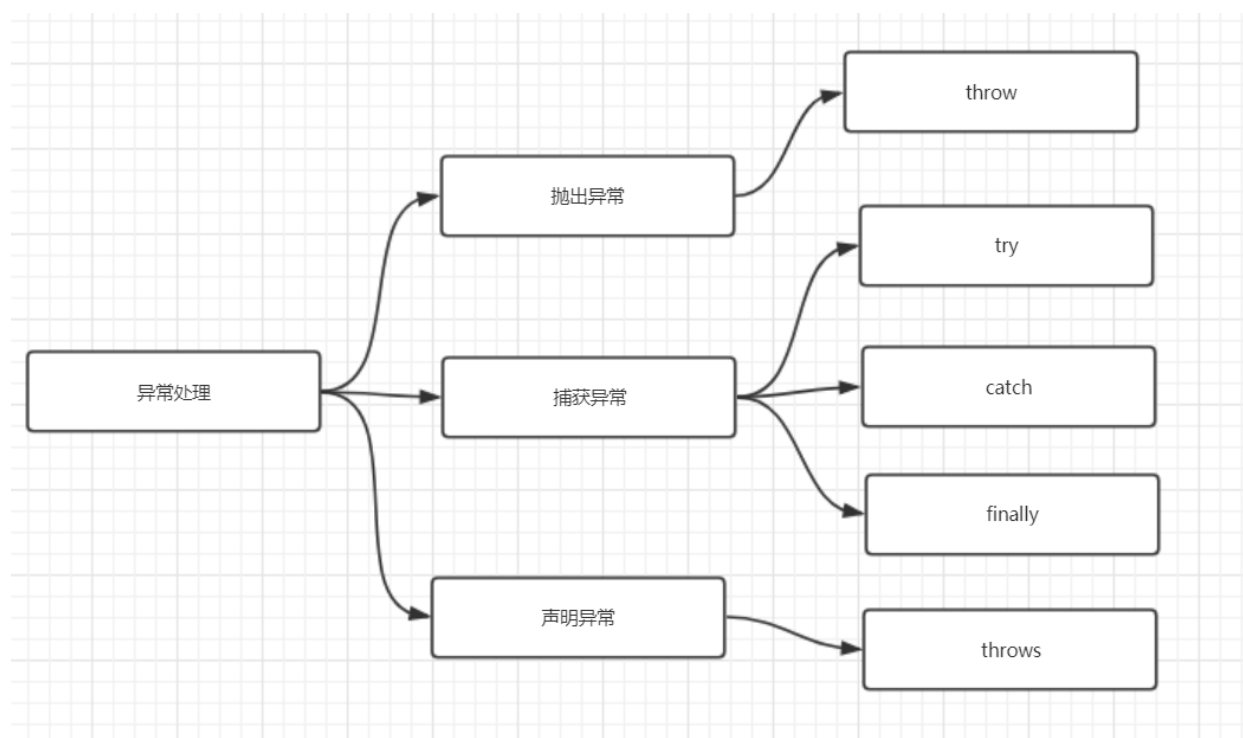 异常处理
抛出异常
捕获异常
声明异常
throw
try
catch
finally
throws